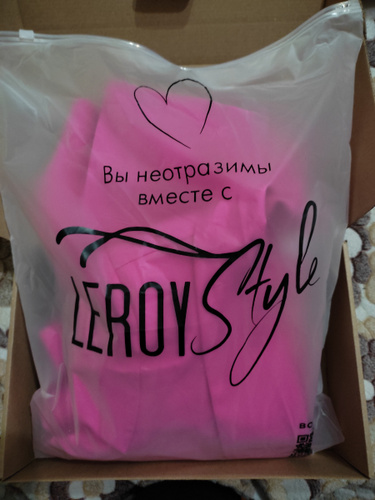 Вы неотразимы
вместе с
LEROY Style